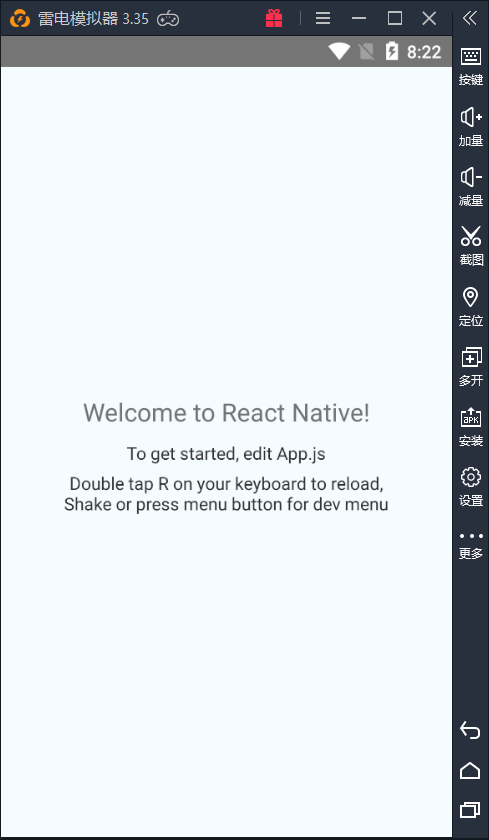 雷电模拟器 3.35
8:22
按键
加量
减量
截图
定位
多开
APK
安装
设置
更多
Welcome to React Native!
To get started, edit App.js
Double tap R on your keyboard to reload,
Shake or press menu button for dev menu